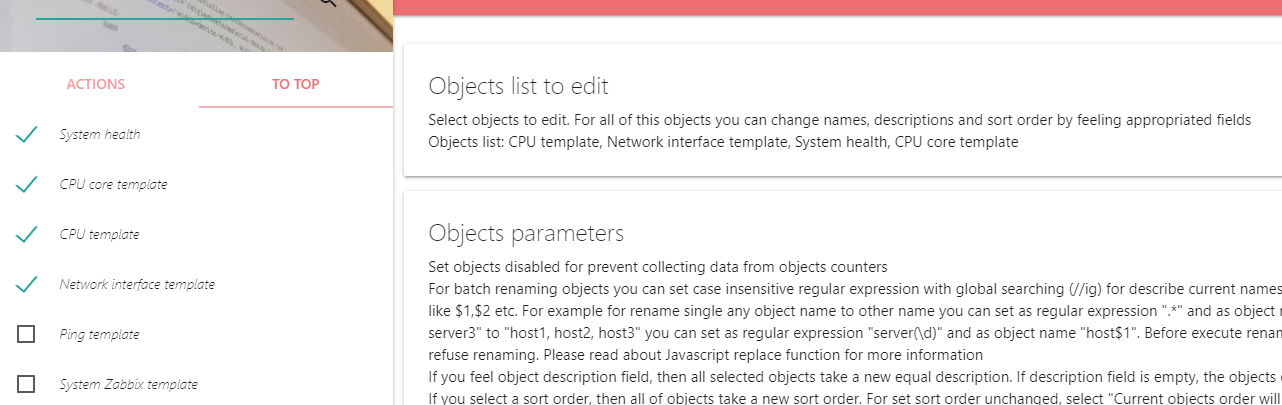 ACTIONS
TO TOP
System health
CPU core template
CPU template
Network interface template
Ping template
System Zabbix template
Objects list to edit
Select objects to edit. For all of this objects you can change names, descriptions and sort order by feeling appropriated fields
Objects list: CPU template, Network interface template, System health, CPU core template
Objects parameters
Set objects disabled for prevent collecting data from objects counters
For batch renaming objects you can set case insensitive regular expression with global searching (//ig) for describe current names
like $1,$2 etc. For example for rename single any object name to other name you can set as regular expression ".*" and as object
server3" to "host1, host2, host3" you can set as regular expression "server(\d)" and as object name "host$1". Before execute
refuse renaming. Please read about Javascript replace function for more information
If you feel object description field, then all selected objects take a new equal description. If description field is empty, the objects
If you select a sort order, then all of objects take a new sort order. For set sort order unchanged, select "Current objects order will